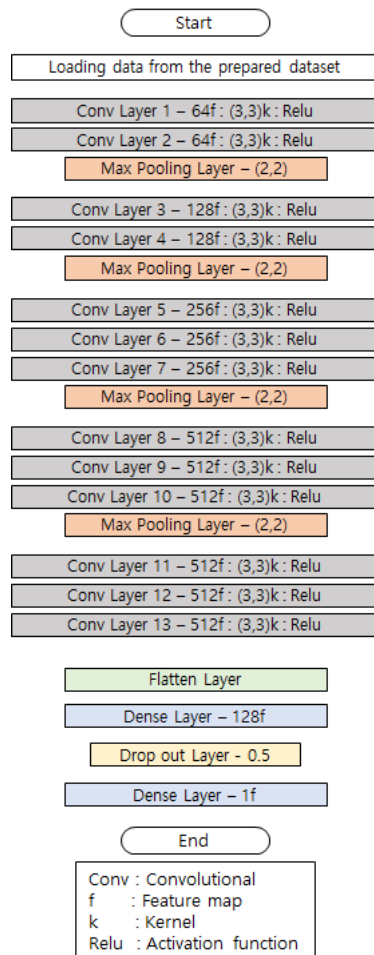 Start
Loading data from the prepared dataset
Conv Layer 1 – 64f : (3,3)k : Relu
Conv Layer 2 – 64f : (3,3)k : Relu
Max Pooling Layer – (2,2)
Conv Layer 3 – 128f : (3,3)k : Relu
Conv Layer 4 – 128f : (3,3)k : Relu
Max Pooling Layer – (2,2)
Conv Layer 5 – 256f : (3,3)k : Relu
Conv Layer 6 – 256f : (3,3)k : Relu
Conv Layer 7 – 256f : (3,3)k : Relu
Max Pooling Layer – (2,2)
Conv Layer 8 – 512f : (3,3)k : Relu
Conv Layer 9 – 512f : (3,3)k : Relu
Conv Layer 10 – 512f : (3,3)k : Relu
Max Pooling Layer – (2,2)
Conv Layer 11 – 512f : (3,3)k : Relu
Conv Layer 12 – 512f : (3,3)k : Relu
Conv Layer 13 – 512f : (3,3)k : Relu
Flatten Layer
Dense Layer – 128f
Drop out Layer - 0.5
Dense Layer – 1f
End
Conv : Convolutional
f : Feature map
k : Kernel
Relu : Activation function